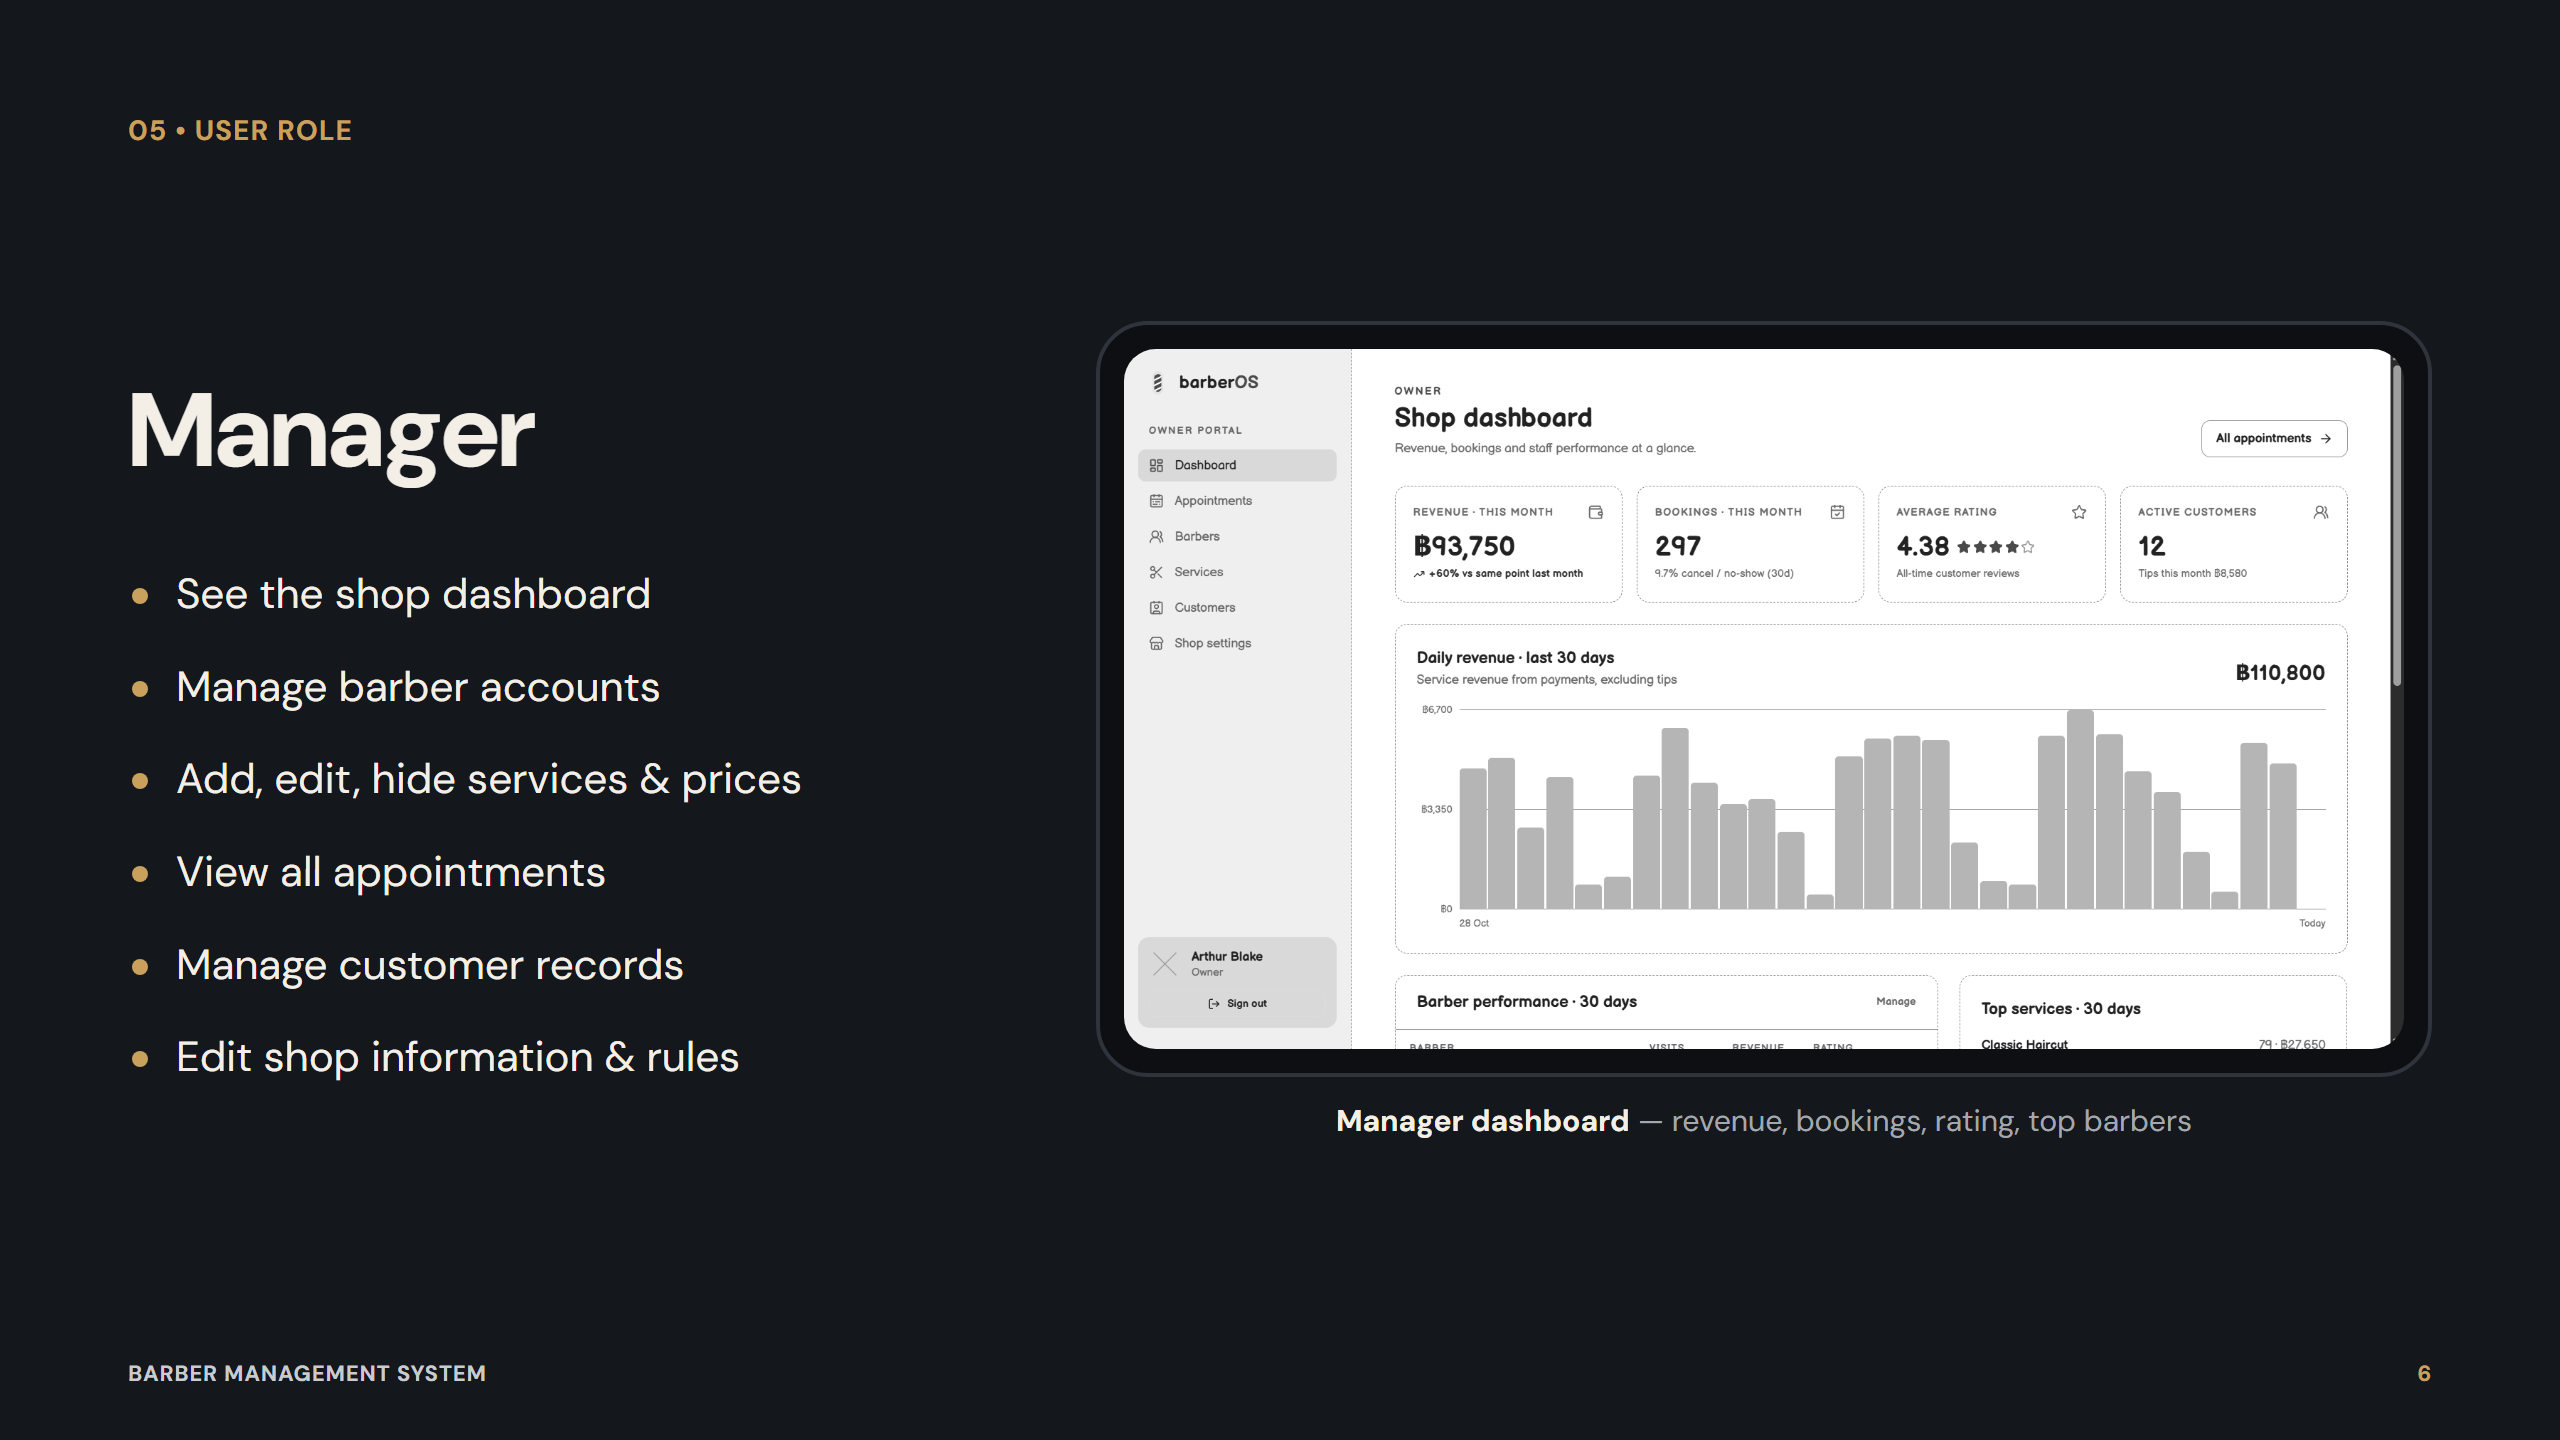 05 • USER ROLE
Manager
• See the shop dashboard
• Manage barber accounts
• Add, edit, hide services & prices
• View all appointments
• Manage customer records
• Edit shop information & rules
barberOS
OWNER PORTAL
Dashboard
Appointments
Barbers
Services
Customers
Shop settings
Arthur Blake
Owner
Sign out
OWNER
Shop dashboard
Revenue, bookings and staff performance at a glance.
All appointments →
REVENUE · THIS MONTH
฿93,750
+60% vs same point last month
BOOKINGS · THIS MONTH
297
9.7% cancel / no-show (30d)
AVERAGE RATING
4.38 ★★★★☆
All-time customer reviews
ACTIVE CUSTOMERS
12
Tips this month ฿8,580
Daily revenue · last 30 days
Service revenue from payments, excluding tips
฿110,800
฿6,700
฿3,350
฿0
28 Oct
Today
Barber performance · 30 days
Manage
BARBER VISITS REVENUE RATING
Top services · 30 days
Classic Haircut 79 · ฿27,650
Manager dashboard — revenue, bookings, rating, top barbers
BARBER MANAGEMENT SYSTEM
6